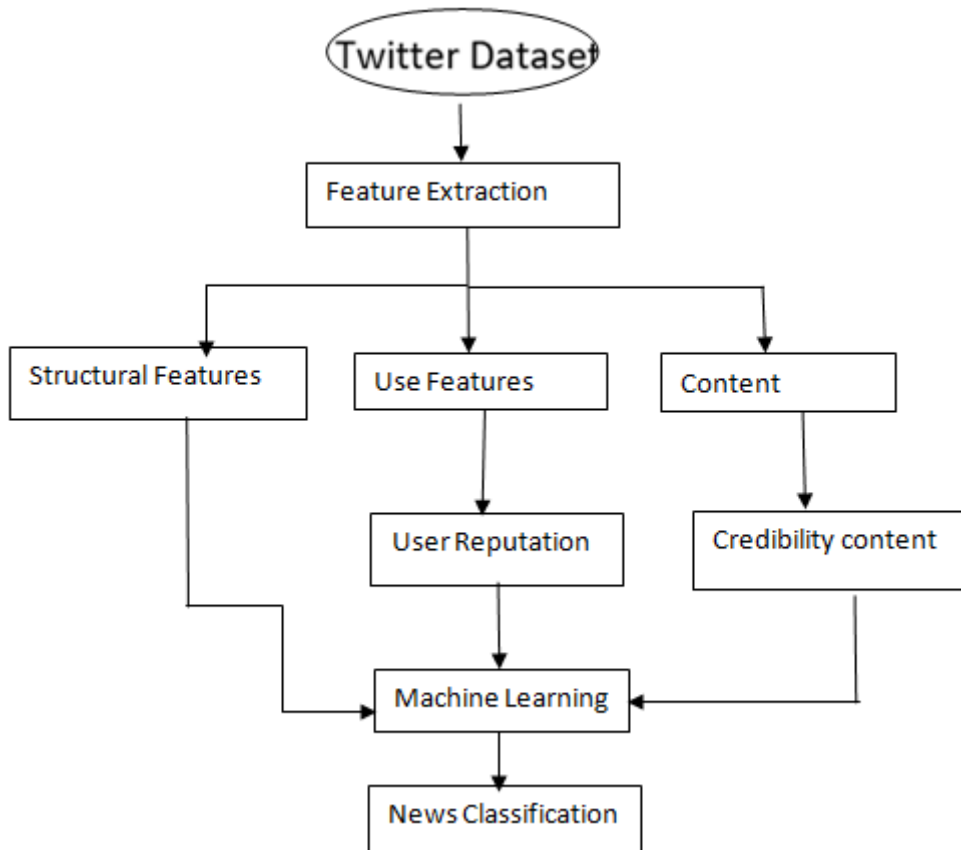 Twitter Dataset
Feature Extraction
Structural Features
Use Features
Content
User Reputation
Credibility content
Machine Learning
News Classification